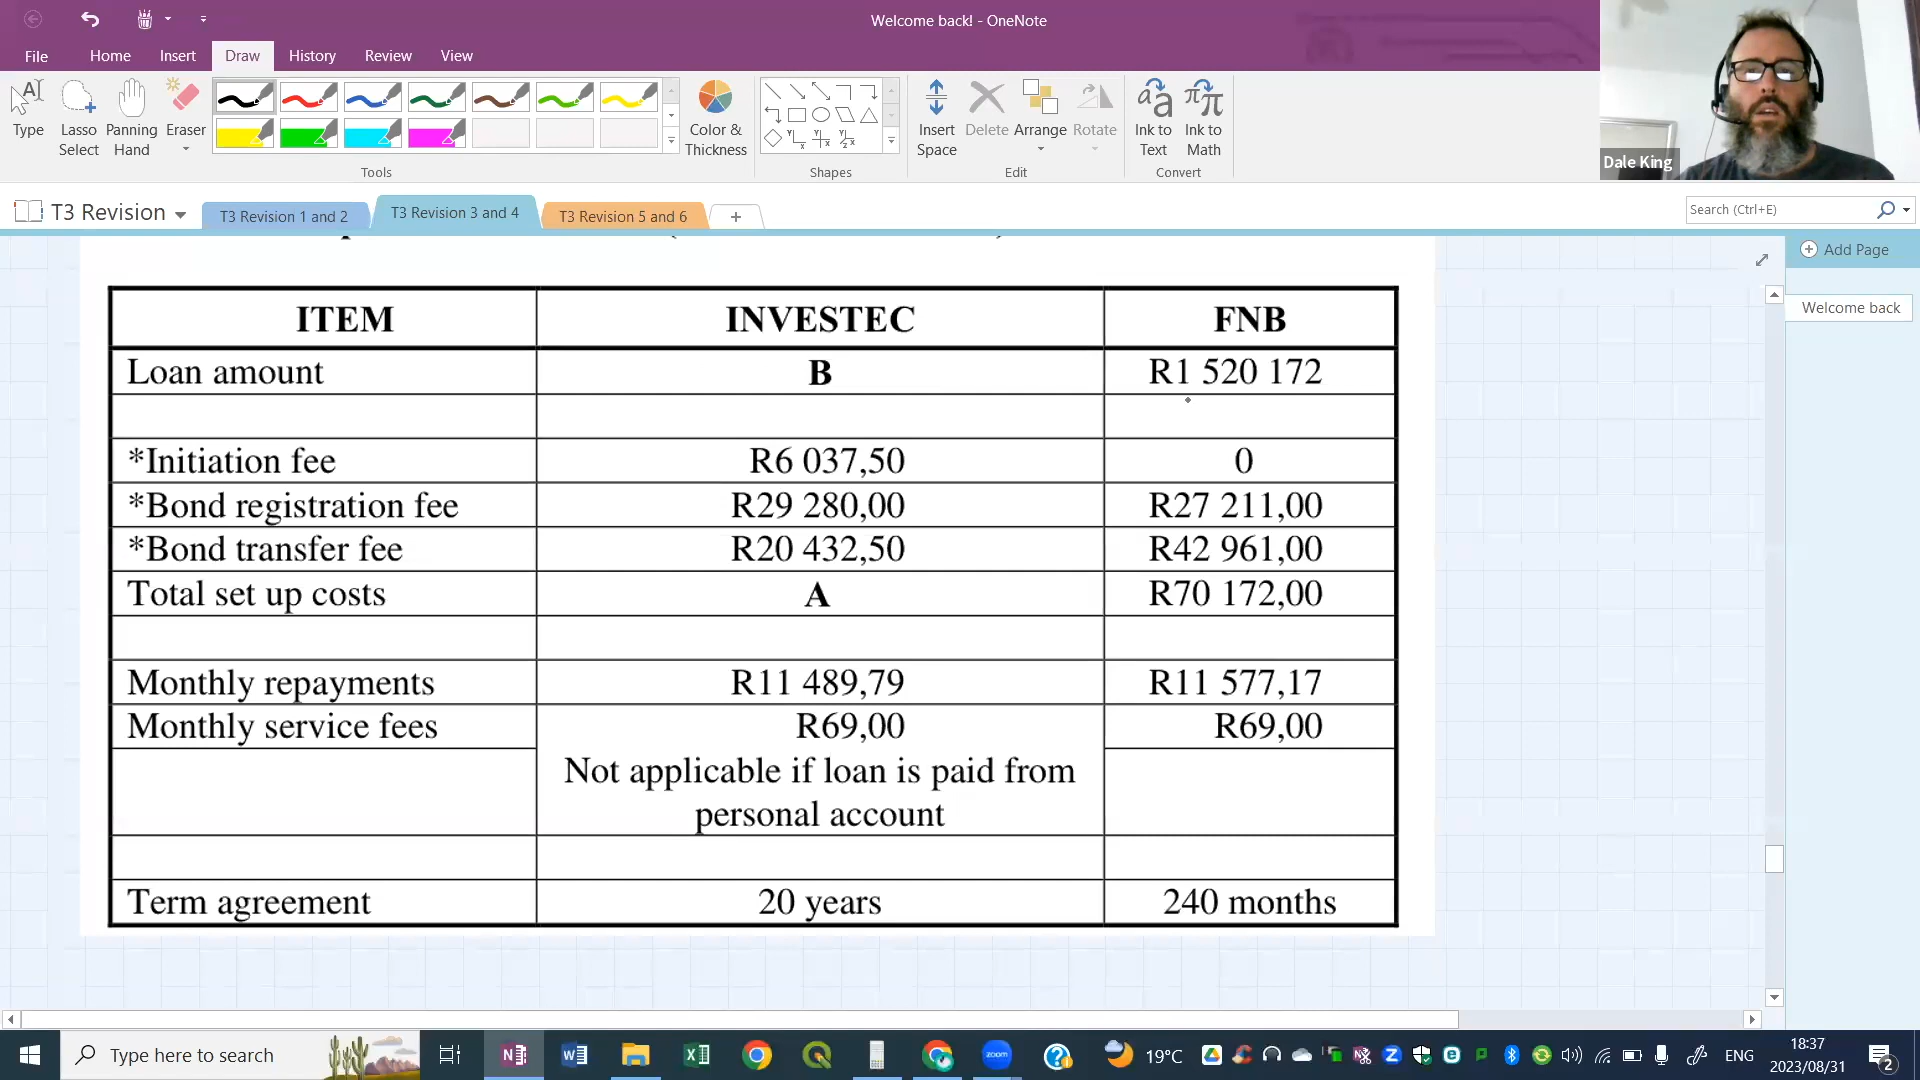 Welcome back! - OneNote
File Home Insert Draw History Review View
Type
Lasso Select
Panning Hand
Eraser
Color & Thickness
Insert Space
Delete
Arrange
Rotate
Ink to Text
Ink to Math
Tools
Shapes
Edit
Convert
Dale King
T3 Revision
T3 Revision 1 and 2
T3 Revision 3 and 4
T3 Revision 5 and 6
Search (Ctrl+E)
Add Page
Welcome back
ITEM INVESTEC FNB
Loan amount B R1 520 172
*Initiation fee R6 037,50 0
*Bond registration fee R29 280,00 R27 211,00
*Bond transfer fee R20 432,50 R42 961,00
Total set up costs A R70 172,00
Monthly repayments R11 489,79 R11 577,17
Monthly service fees R69,00 R69,00
Not applicable if loan is paid from
personal account
Term agreement 20 years 240 months
Type here to search
zoom
19°C
ENG
18:37
2023/08/31
2